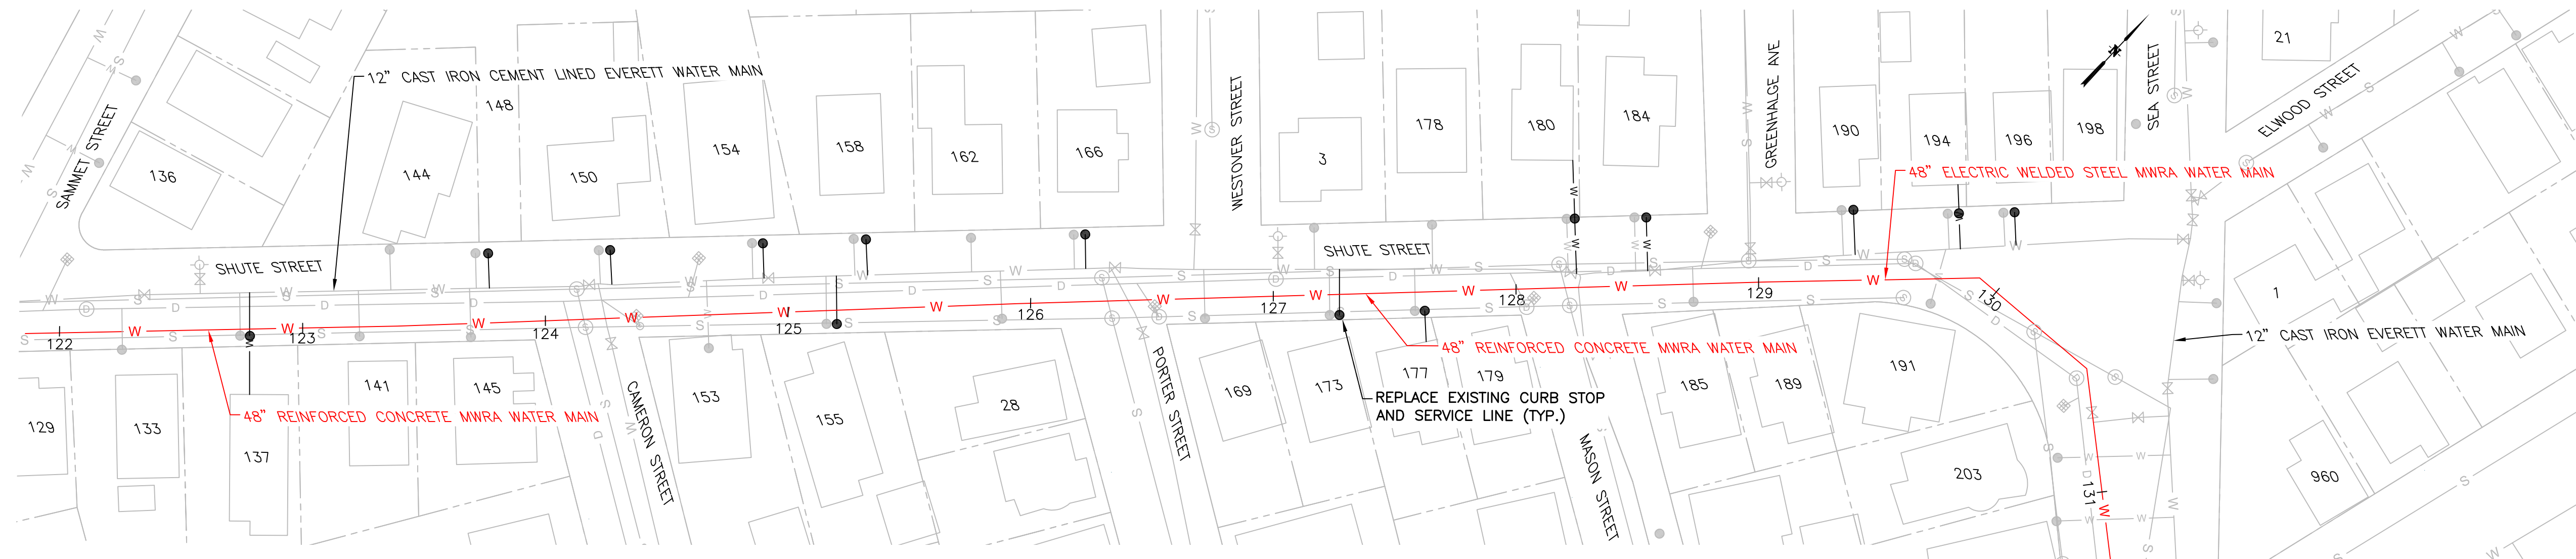 12" CAST IRON CEMENT LINED EVERETT WATER MAIN
148
136
144
150
154
158
162
166
3
178
180
184
190
194
196
198
21
SAMMET STREET
WESTOVER STREET
GREENHALGE AVE
SEA STREET
ELWOOD STREET
48" ELECTRIC WELDED STEEL MWRA WATER MAIN
SHUTE STREET
SHUTE STREET
122
123
124
125
126
127
128
129
130
131
12" CAST IRON EVERETT WATER MAIN
48" REINFORCED CONCRETE MWRA WATER MAIN
48" REINFORCED CONCRETE MWRA WATER MAIN
REPLACE EXISTING CURB STOP
AND SERVICE LINE (TYP.)
CAMERON STREET
PORTER STREET
MASON STREET
129
133
137
141
145
153
155
28
169
173
177
179
185
189
191
203
1
960